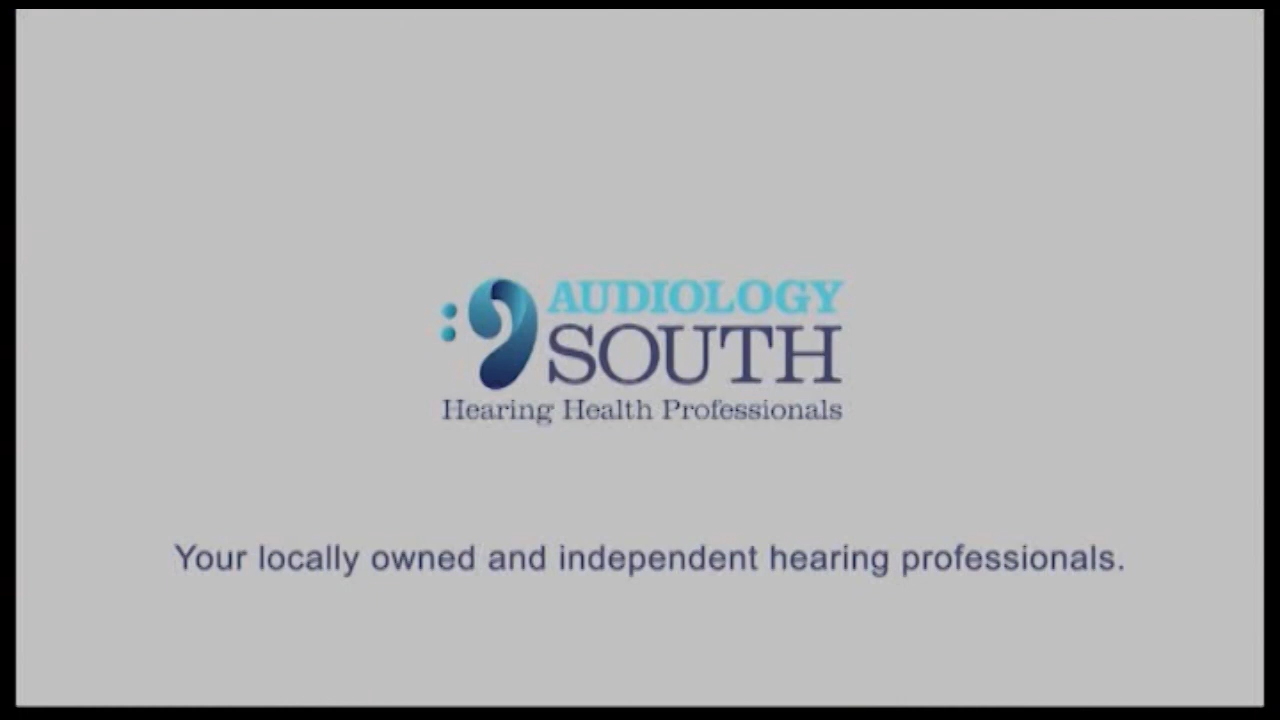 AUDIOLOGY
SOUTH
Hearing Health Professionals
Your locally owned and independent hearing professionals.